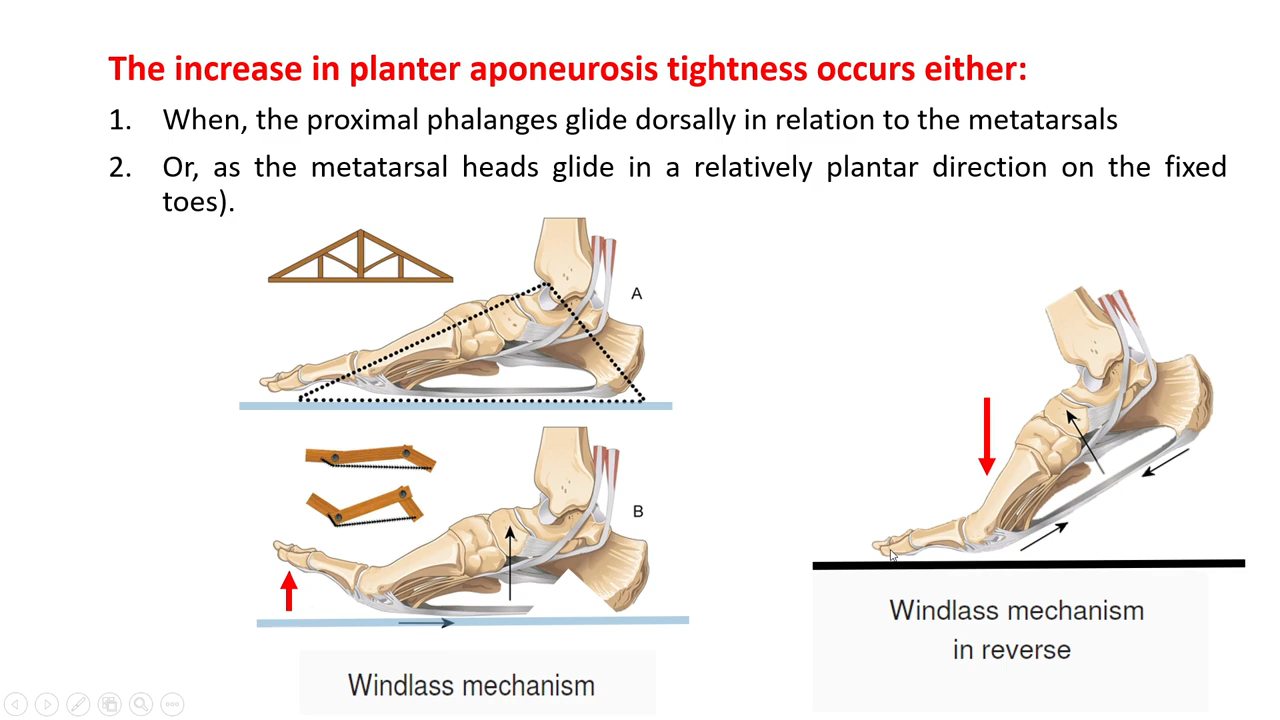 The increase in planter aponeurosis tightness occurs either:
1. When, the proximal phalanges glide dorsally in relation to the metatarsals
2. Or, as the metatarsal heads glide in a relatively plantar direction on the fixed
toes).
A
B
Windlass mechanism
Windlass mechanism
in reverse